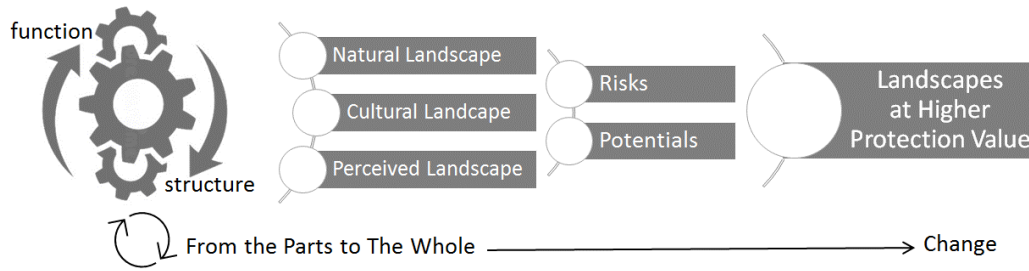 function
structure
Natural Landscape
Cultural Landcape
Perceived Landscape
Risks
Potentials
Landscapes
at Higher
Protection Value
From the Parts to The Whole
Change